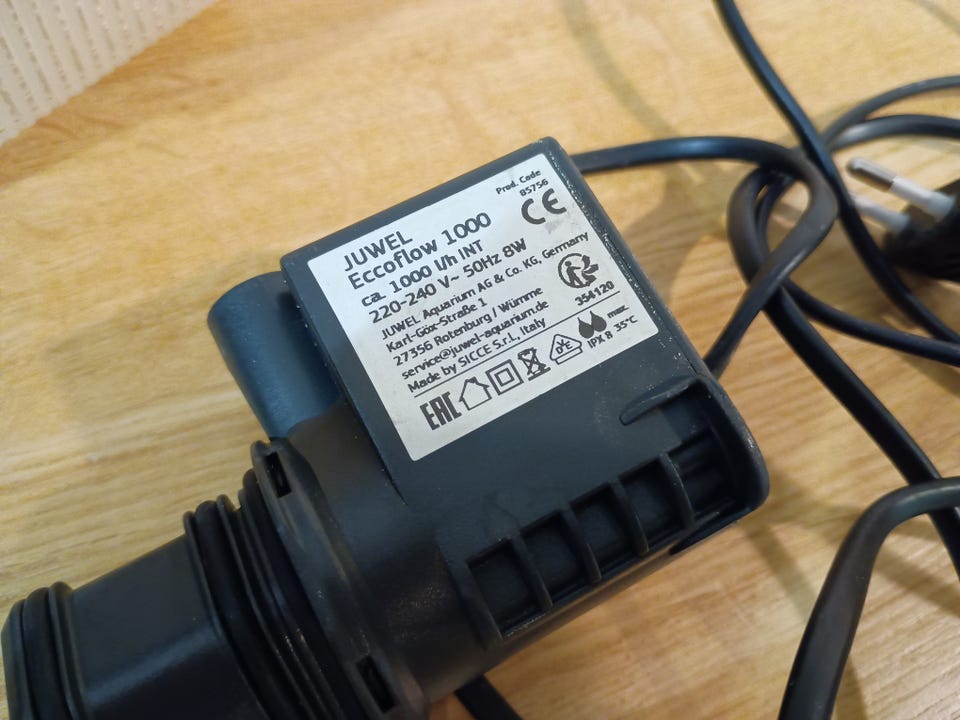 Prod. Code
85756
JUWEL
Eccoflow 1000
ca. 1000 l/h INT
220-240 V~ 50Hz 8W
CE
JUWEL Aquarium AG & Co. KG, Germany
Karl-Göx-Straße 1
27356 Rotenburg / Wümme
service@juwel-aquarium.de
Made by SICCE S.r.l., Italy
354120
EAC
VDE
IPX 8
max.
35°C